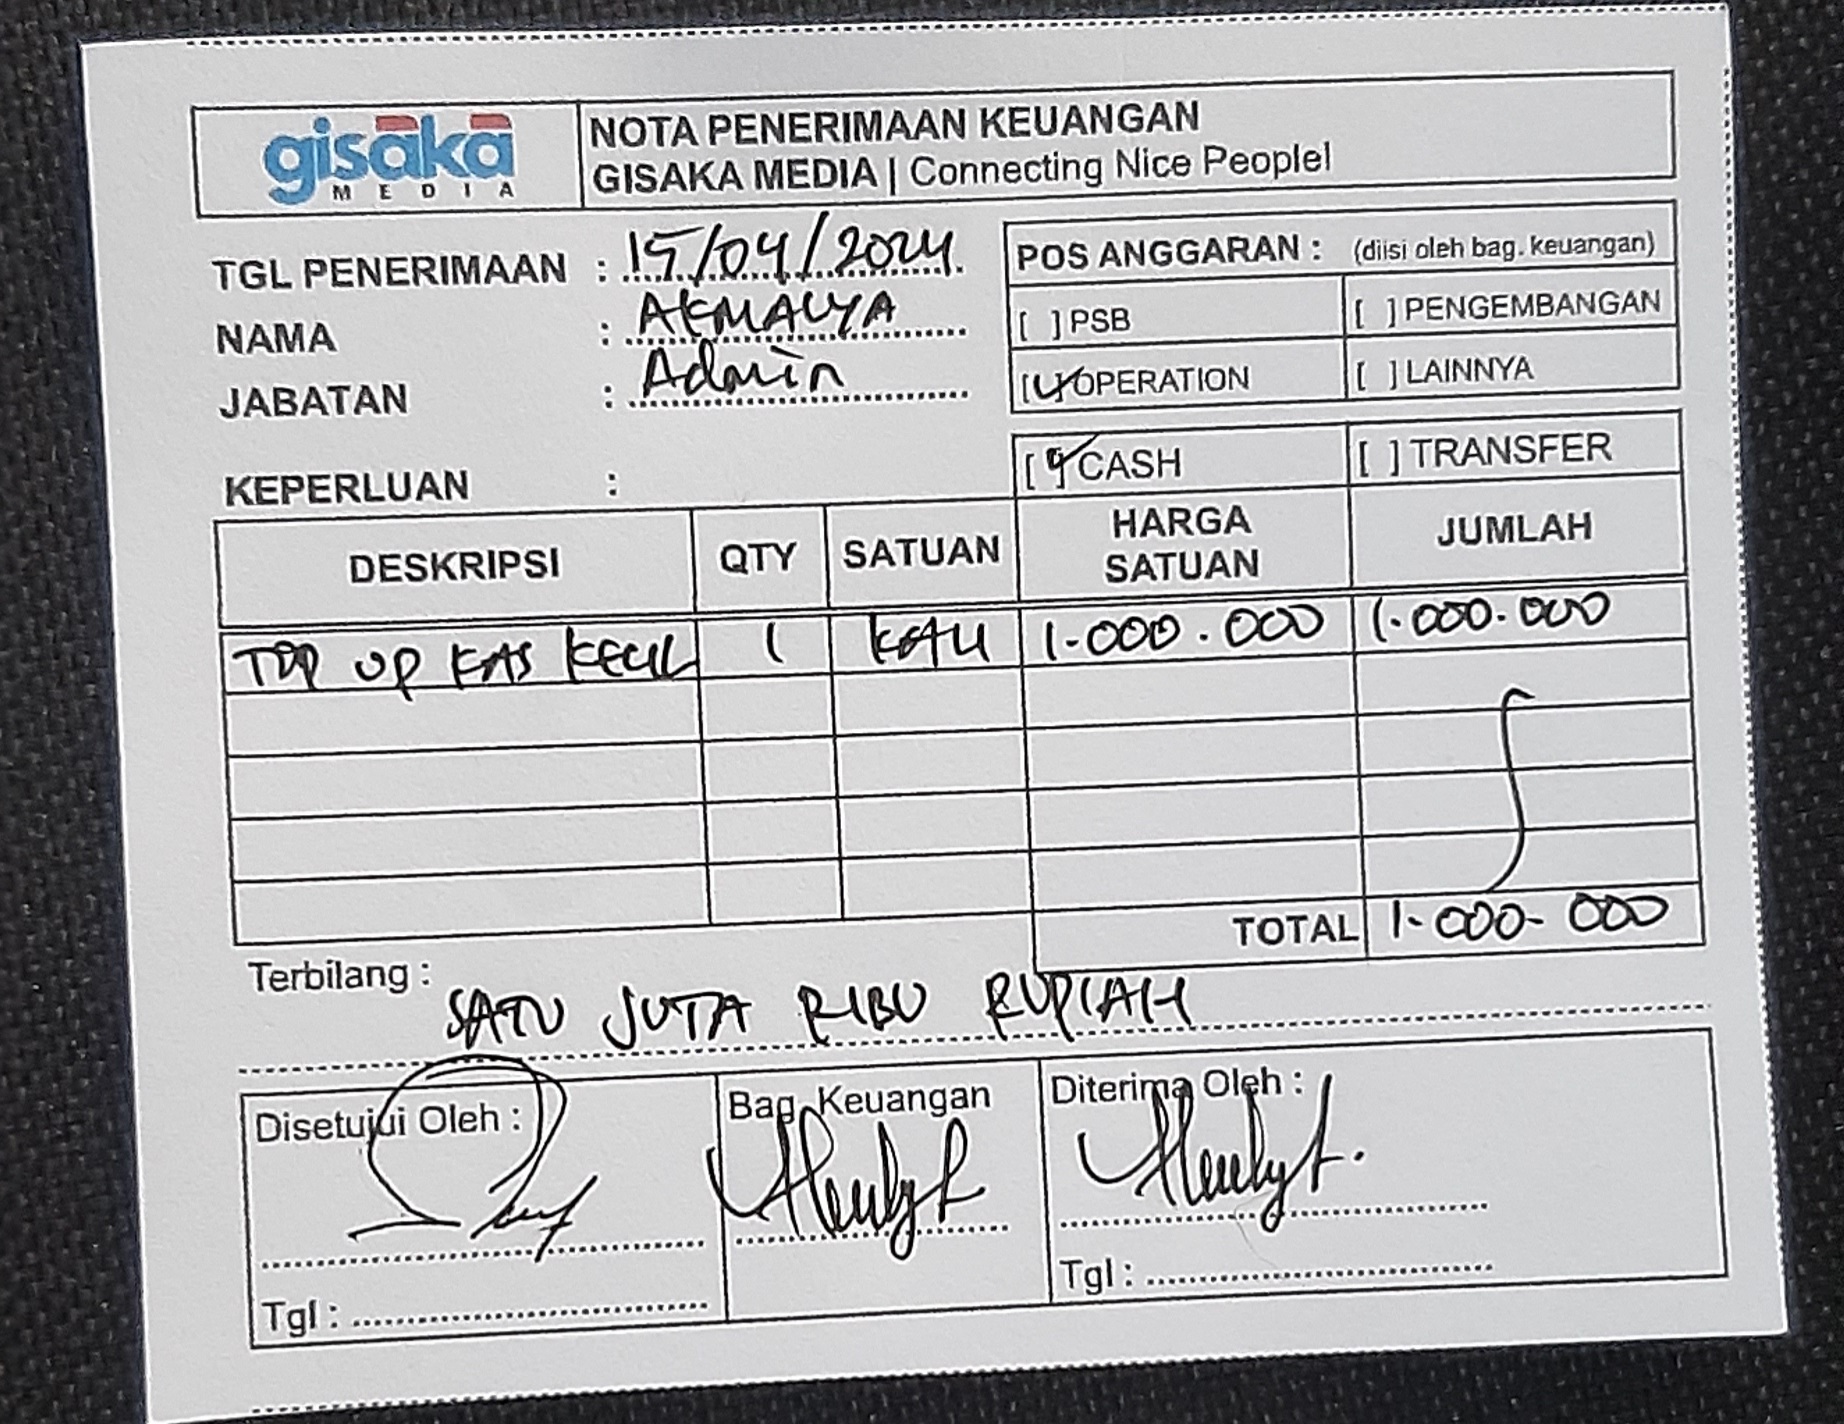 gisaka
MEDIA
NOTA PENERIMAAN KEUANGAN
GISAKA MEDIA | Connecting Nice People!
TGL PENERIMAAN : 15/04/2024
NAMA : AKMALIYA
JABATAN : Admin
POS ANGGARAN : (diisi oleh bag. keuangan)
[ ] PSB [ ] PENGEMBANGAN
[✓] OPERATION [ ] LAINNYA
KEPERLUAN :
[✓] CASH [ ] TRANSFER
DESKRIPSI QTY SATUAN HARGA SATUAN JUMLAH
TOP UP KAS KECIL 1 KALI 1.000.000 1.000.000
TOTAL 1.000.000
Terbilang :
SATU JUTA RIBU RUPIAH
Disetujui Oleh : Bag. Keuangan Diterima Oleh :
Tgl : Tgl :